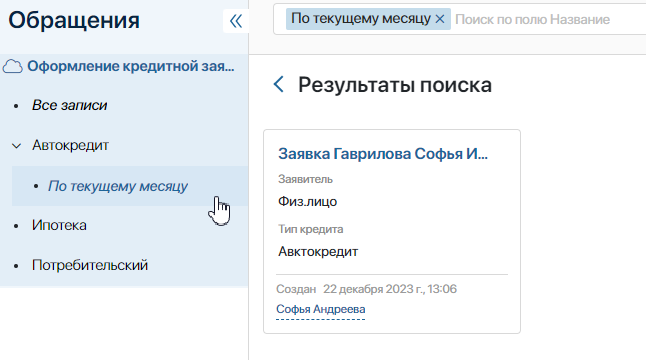 Обращения
Оформление кредитной зая...
Все записи
Автокредит
По текущему месяцу
Ипотека
Потребительский
По текущему месяцу Поиск по полю Название
Результаты поиска
Заявка Гаврилова Софья И...
Заявитель
Физ.лицо
Тип кредита
Авктокредит
Создан 22 декабря 2023 г., 13:06
Софья Андреева